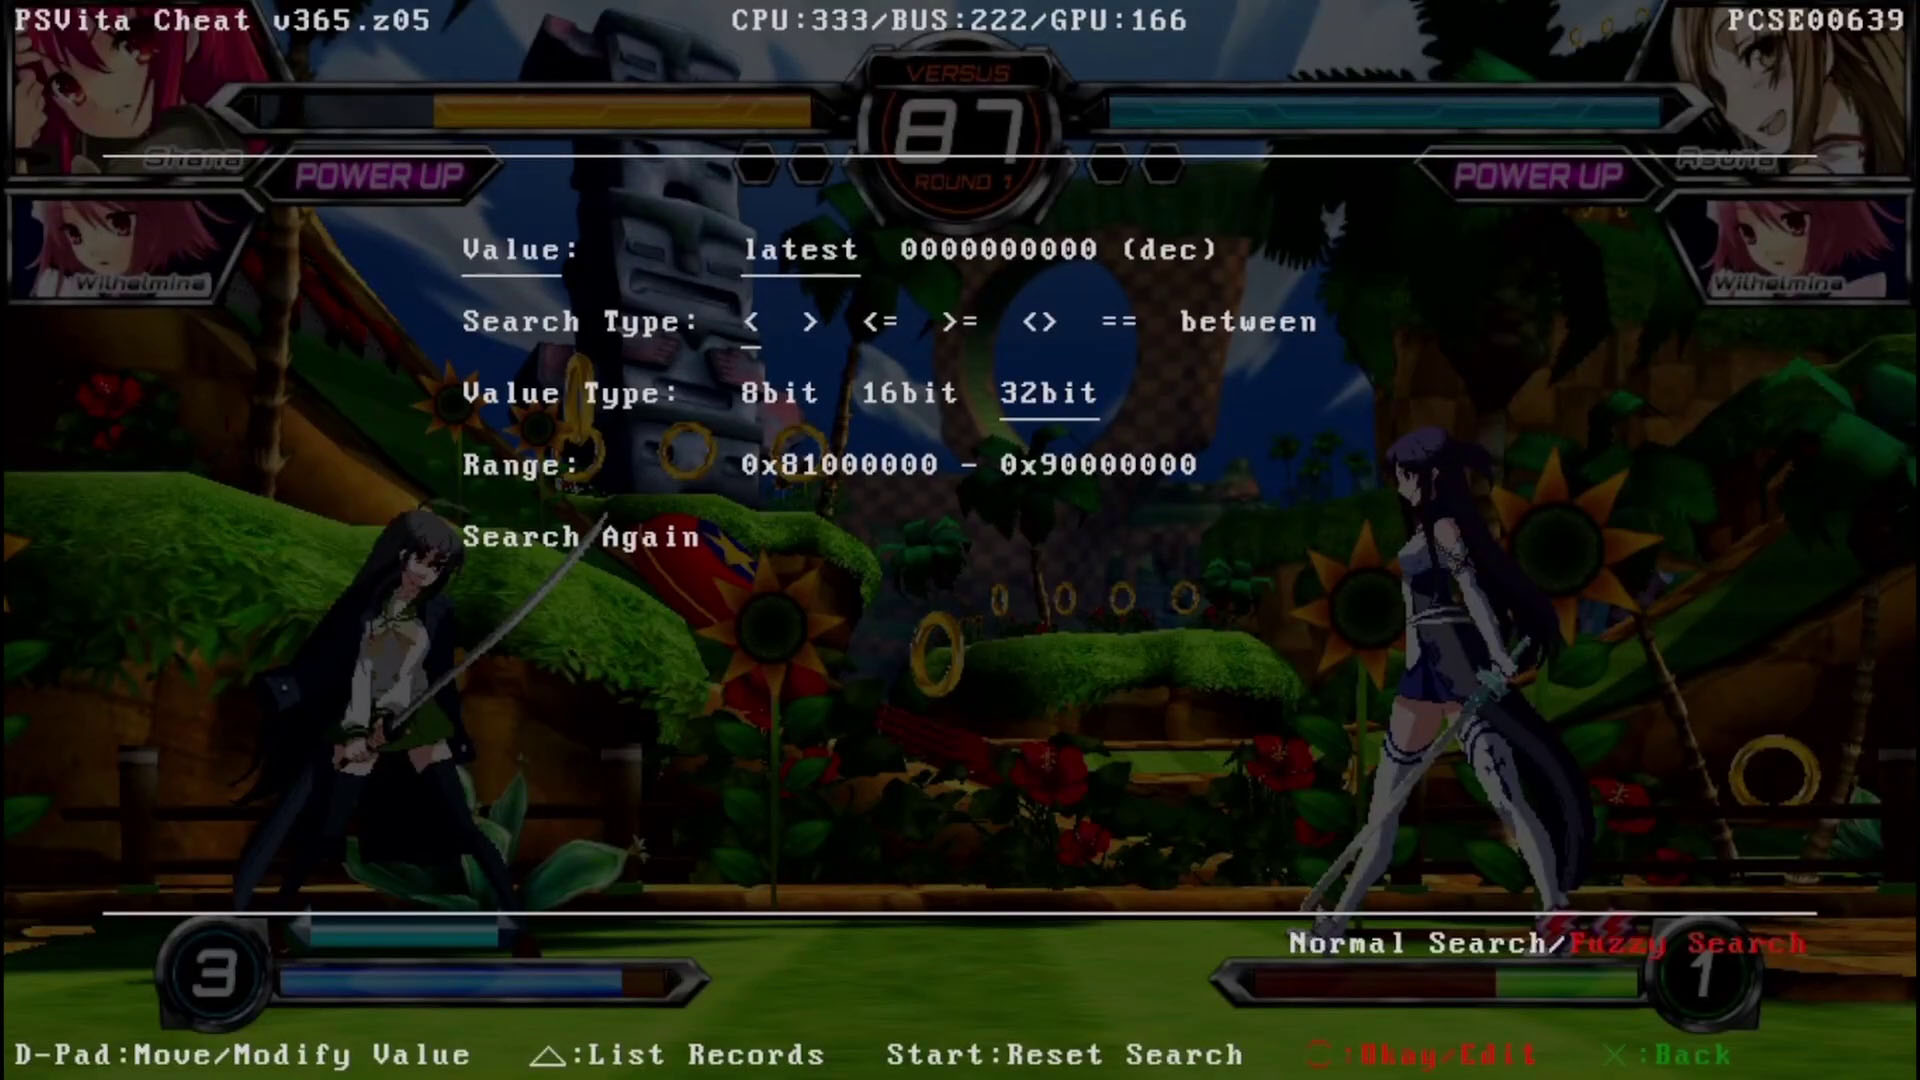 PSVita Cheat v365.z05 CPU:333/BUS:222/GPU:166 PCSE00639
VERSUS
87
Shana Asuna
POWER UP POWER UP
ROUND 1
Value: latest 0000000000 (dec)
Wilhelmina Wilhelmina
Search Type: < > <= >= <> == between
Value Type: 8bit 16bit 32bit
Range: 0x81000000 - 0x90000000
Search Again
Normal Search/Fuzzy Search
3 1
D-Pad:Move/Modify Value △:List Records Start:Reset Search □:Okay/Edit ×:Back